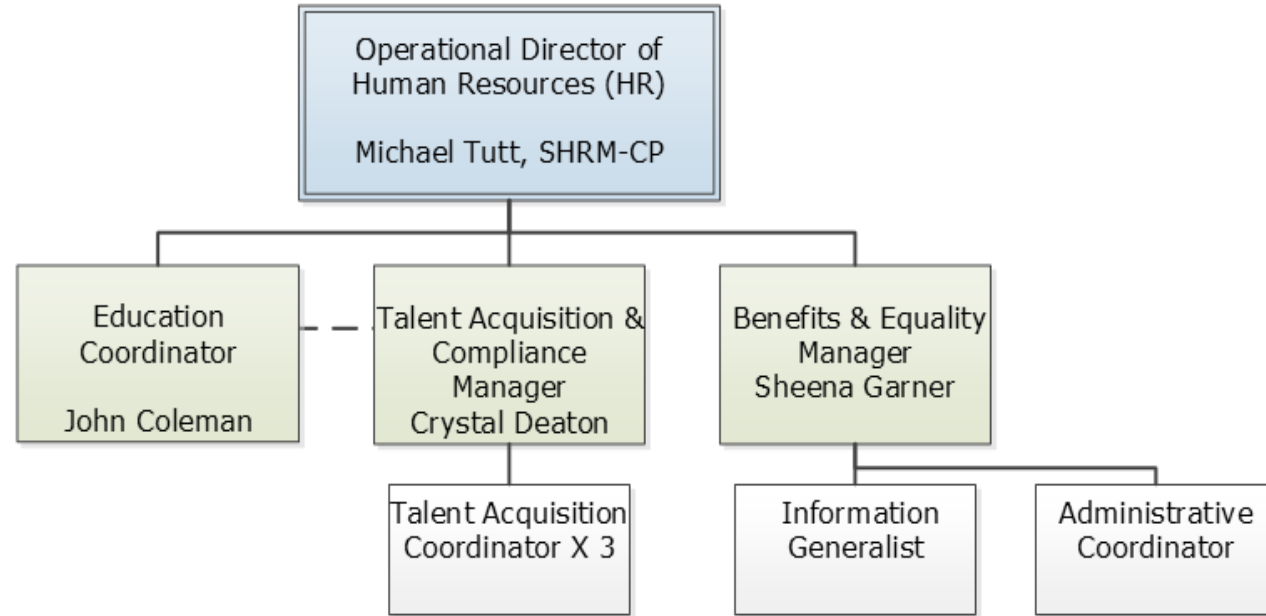 Operational Director of
Human Resources (HR)
Michael Tutt, SHRM-CP
Education
Coordinator
John Coleman
Talent Acquisition &
Compliance
Manager
Crystal Deaton
Benefits & Equality
Manager
Sheena Garner
Talent Acquisition
Coordinator X 3
Information
Generalist
Administrative
Coordinator